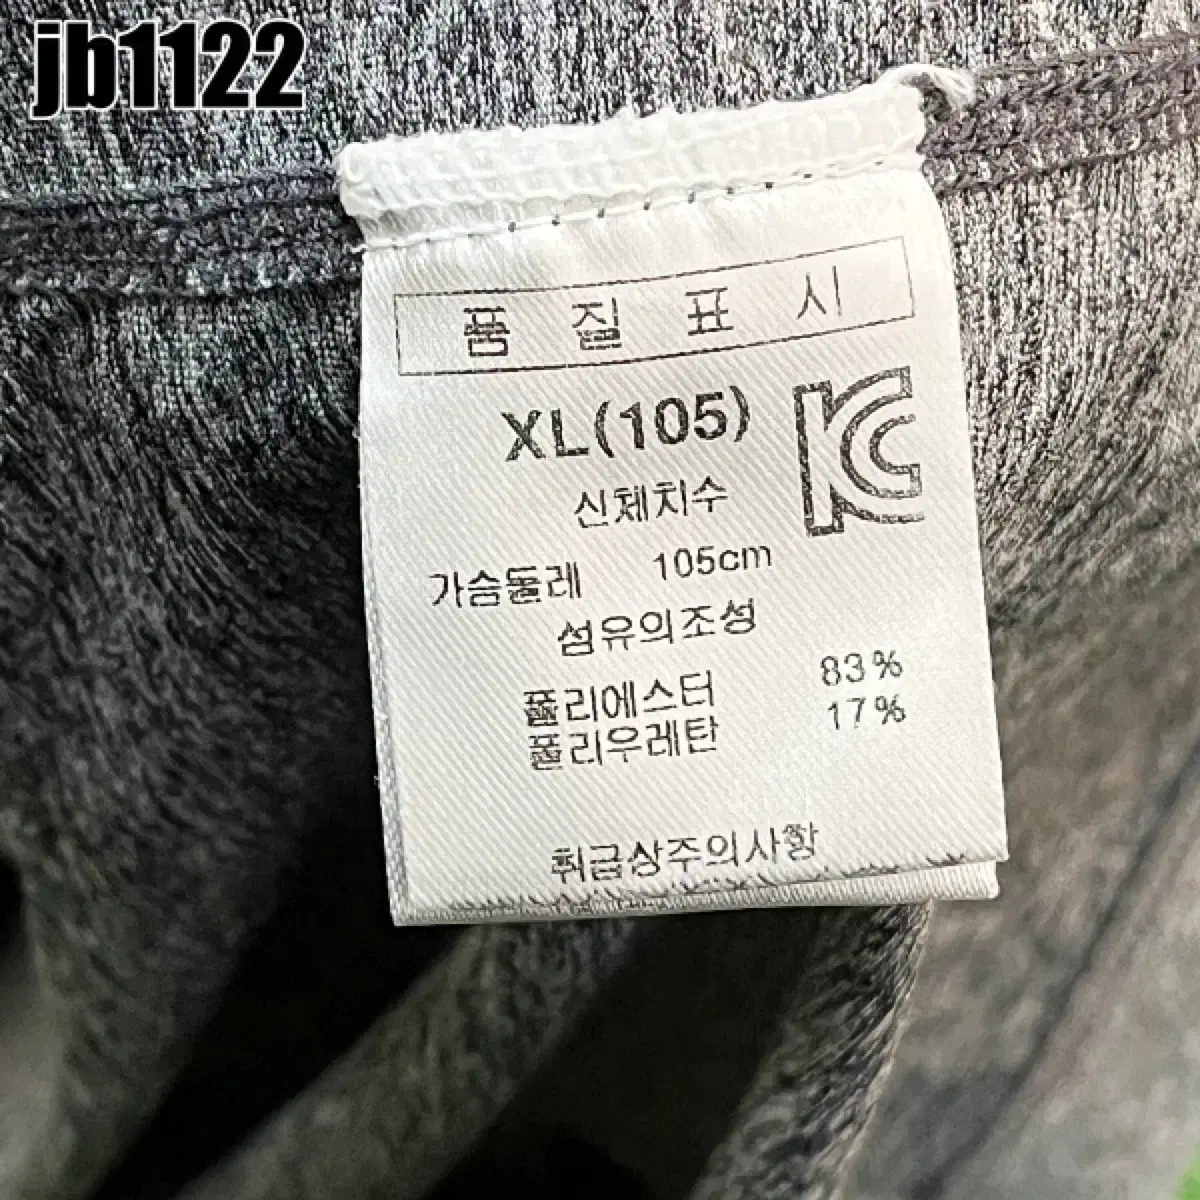 jb1122
품 질 표 시
XL(105)
KC
신체치수
가슴둘레 105cm
섬유의조성
폴리에스터 83%
폴리우레탄 17%
취급상주의사항